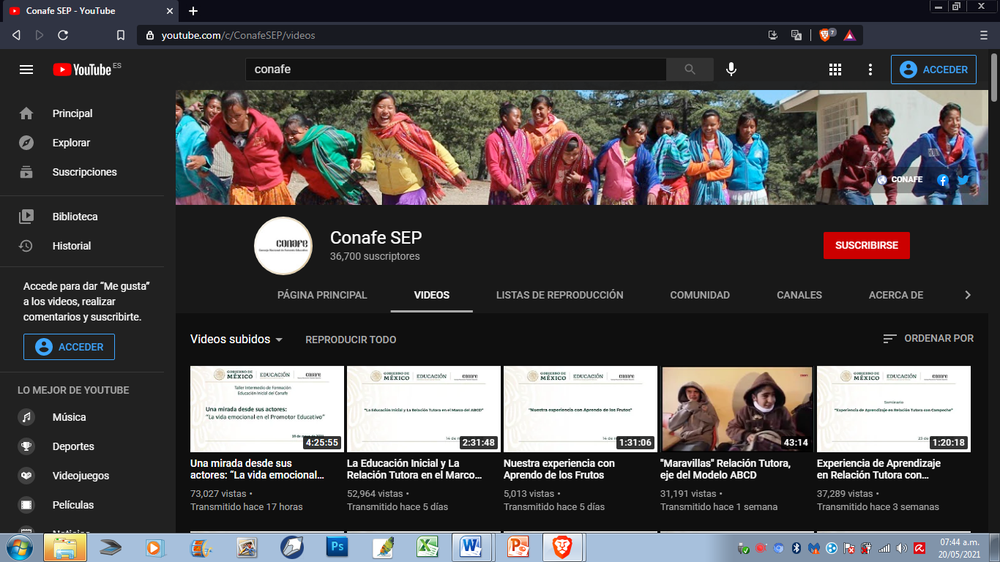 Conafe SEP - YouTube
youtube.com/c/ConafeSEP/videos
7
YouTube ES
conafe
ACCEDER
Principal
Explorar
Suscripciones
Biblioteca
Historial
Accede para dar “Me gusta”
a los videos, realizar
comentarios y suscribirte.
ACCEDER
LO MEJOR DE YOUTUBE
Música
Deportes
Videojuegos
Películas
Noticias
CONAFE
conafe
Consejo Nacional de Fomento Educativo
Conafe SEP
36,700 suscriptores
SUSCRIBIRSE
PÁGINA PRINCIPAL
VIDEOS
LISTAS DE REPRODUCCIÓN
COMUNIDAD
CANALES
ACERCA DE
Videos subidos
REPRODUCIR TODO
ORDENAR POR
GOBIERNO DE MÉXICO EDUCACIÓN conafe
Taller Intermedio de Formación
Educación Inicial del Conafe
Una mirada desde sus actores:
“La vida emocional en el Promotor Educativo”
4:25:55
Una mirada desde sus
actores: “La vida emocional...
73,027 vistas •
Transmitido hace 17 horas
GOBIERNO DE MÉXICO EDUCACIÓN conafe
“La Educación Inicial y La Relación Tutora en el Marco del ABCD”
14 de
2:31:48
La Educación Inicial y La
Relación Tutora en el Marco...
52,964 vistas •
Transmitido hace 5 días
GOBIERNO DE MÉXICO EDUCACIÓN conafe
“Nuestra experiencia con Aprendo de los Frutos”
14 de
1:31:06
Nuestra experiencia con
Aprendo de los Frutos
5,013 vistas •
Transmitido hace 5 días
conafe
43:14
"Maravillas" Relación Tutora,
eje del Modelo ABCD
31,191 vistas •
Transmitido hace 1 semana
GOBIERNO DE MÉXICO EDUCACIÓN conafe
Seminario
“Experiencia de Aprendizaje en Relación Tutora con Campeche”
23 de
1:20:18
Experiencia de Aprendizaje
en Relación Tutora con...
37,289 vistas •
Transmitido hace 3 semanas
Ps
07:44 a.m.
20/05/2021